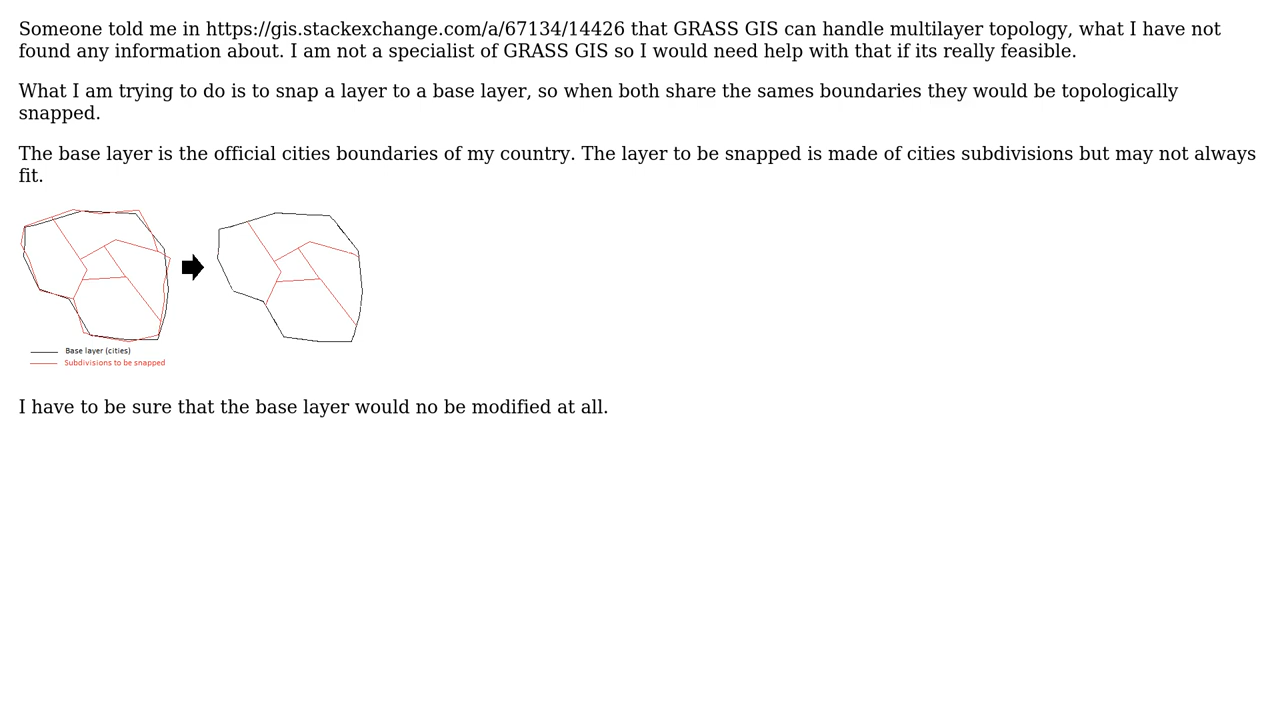 Someone told me in https://gis.stackexchange.com/a/67134/14426 that GRASS GIS can handle multilayer topology, what I have not
found any information about. I am not a specialist of GRASS GIS so I would need help with that if its really feasible.
What I am trying to do is to snap a layer to a base layer, so when both share the sames boundaries they would be topologically
snapped.
The base layer is the official cities boundaries of my country. The layer to be snapped is made of cities subdivisions but may not always
fit.
Base layer (cities)
Subdivisions to be snapped
I have to be sure that the base layer would no be modified at all.